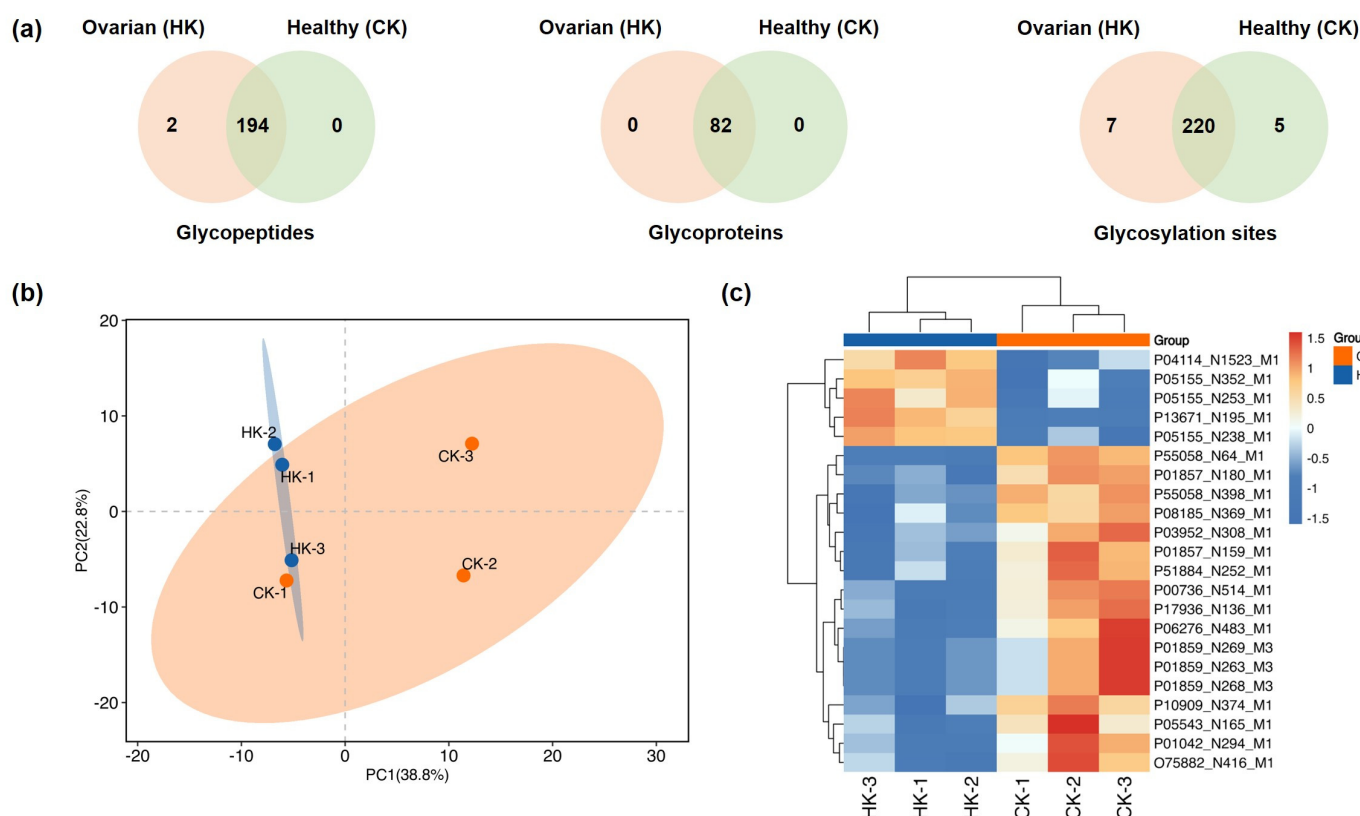 (a)
Ovarian (HK) Healthy (CK)
2 194 0
Glycopeptides
Ovarian (HK) Healthy (CK)
0 82 0
Glycoproteins
Ovarian (HK) Healthy (CK)
7 220 5
Glycosylation sites
(b)
20
10
0
-10
-20
PC2(22.8%)
HK-2
HK-1
HK-3
CK-1
CK-3
CK-2
-20 -10 0 10 20 30
PC1(38.8%)
(c)
Group
P04114_N1523_M1
P05155_N352_M1
P05155_N253_M1
P13671_N195_M1
P05155_N238_M1
P55058_N64_M1
P01857_N180_M1
P55058_N398_M1
P08185_N369_M1
P03952_N308_M1
P01857_N159_M1
P51884_N252_M1
P00736_N514_M1
P17936_N136_M1
P06276_N483_M1
P01859_N269_M3
P01859_N263_M3
P01859_N268_M3
P10909_N374_M1
P05543_N165_M1
P01042_N294_M1
O75882_N416_M1
HK-3 HK-1 HK-2 CK-1 CK-2 CK-3
1.5
1
0.5
0
-0.5
-1
-1.5